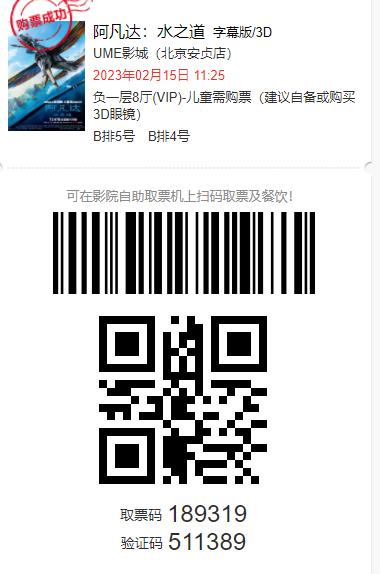 购票成功
阿凡达：水之道 字幕版/3D
UME影城（北京安贞店）
2023年02月15日 11:25
负一层8厅(VIP)-儿童需购票（建议自备或购买
3D眼镜）
B排5号 B排4号
阿凡达
可在影院自助取票机上扫码取票及餐饮！
取票码 189319
验证码 511389